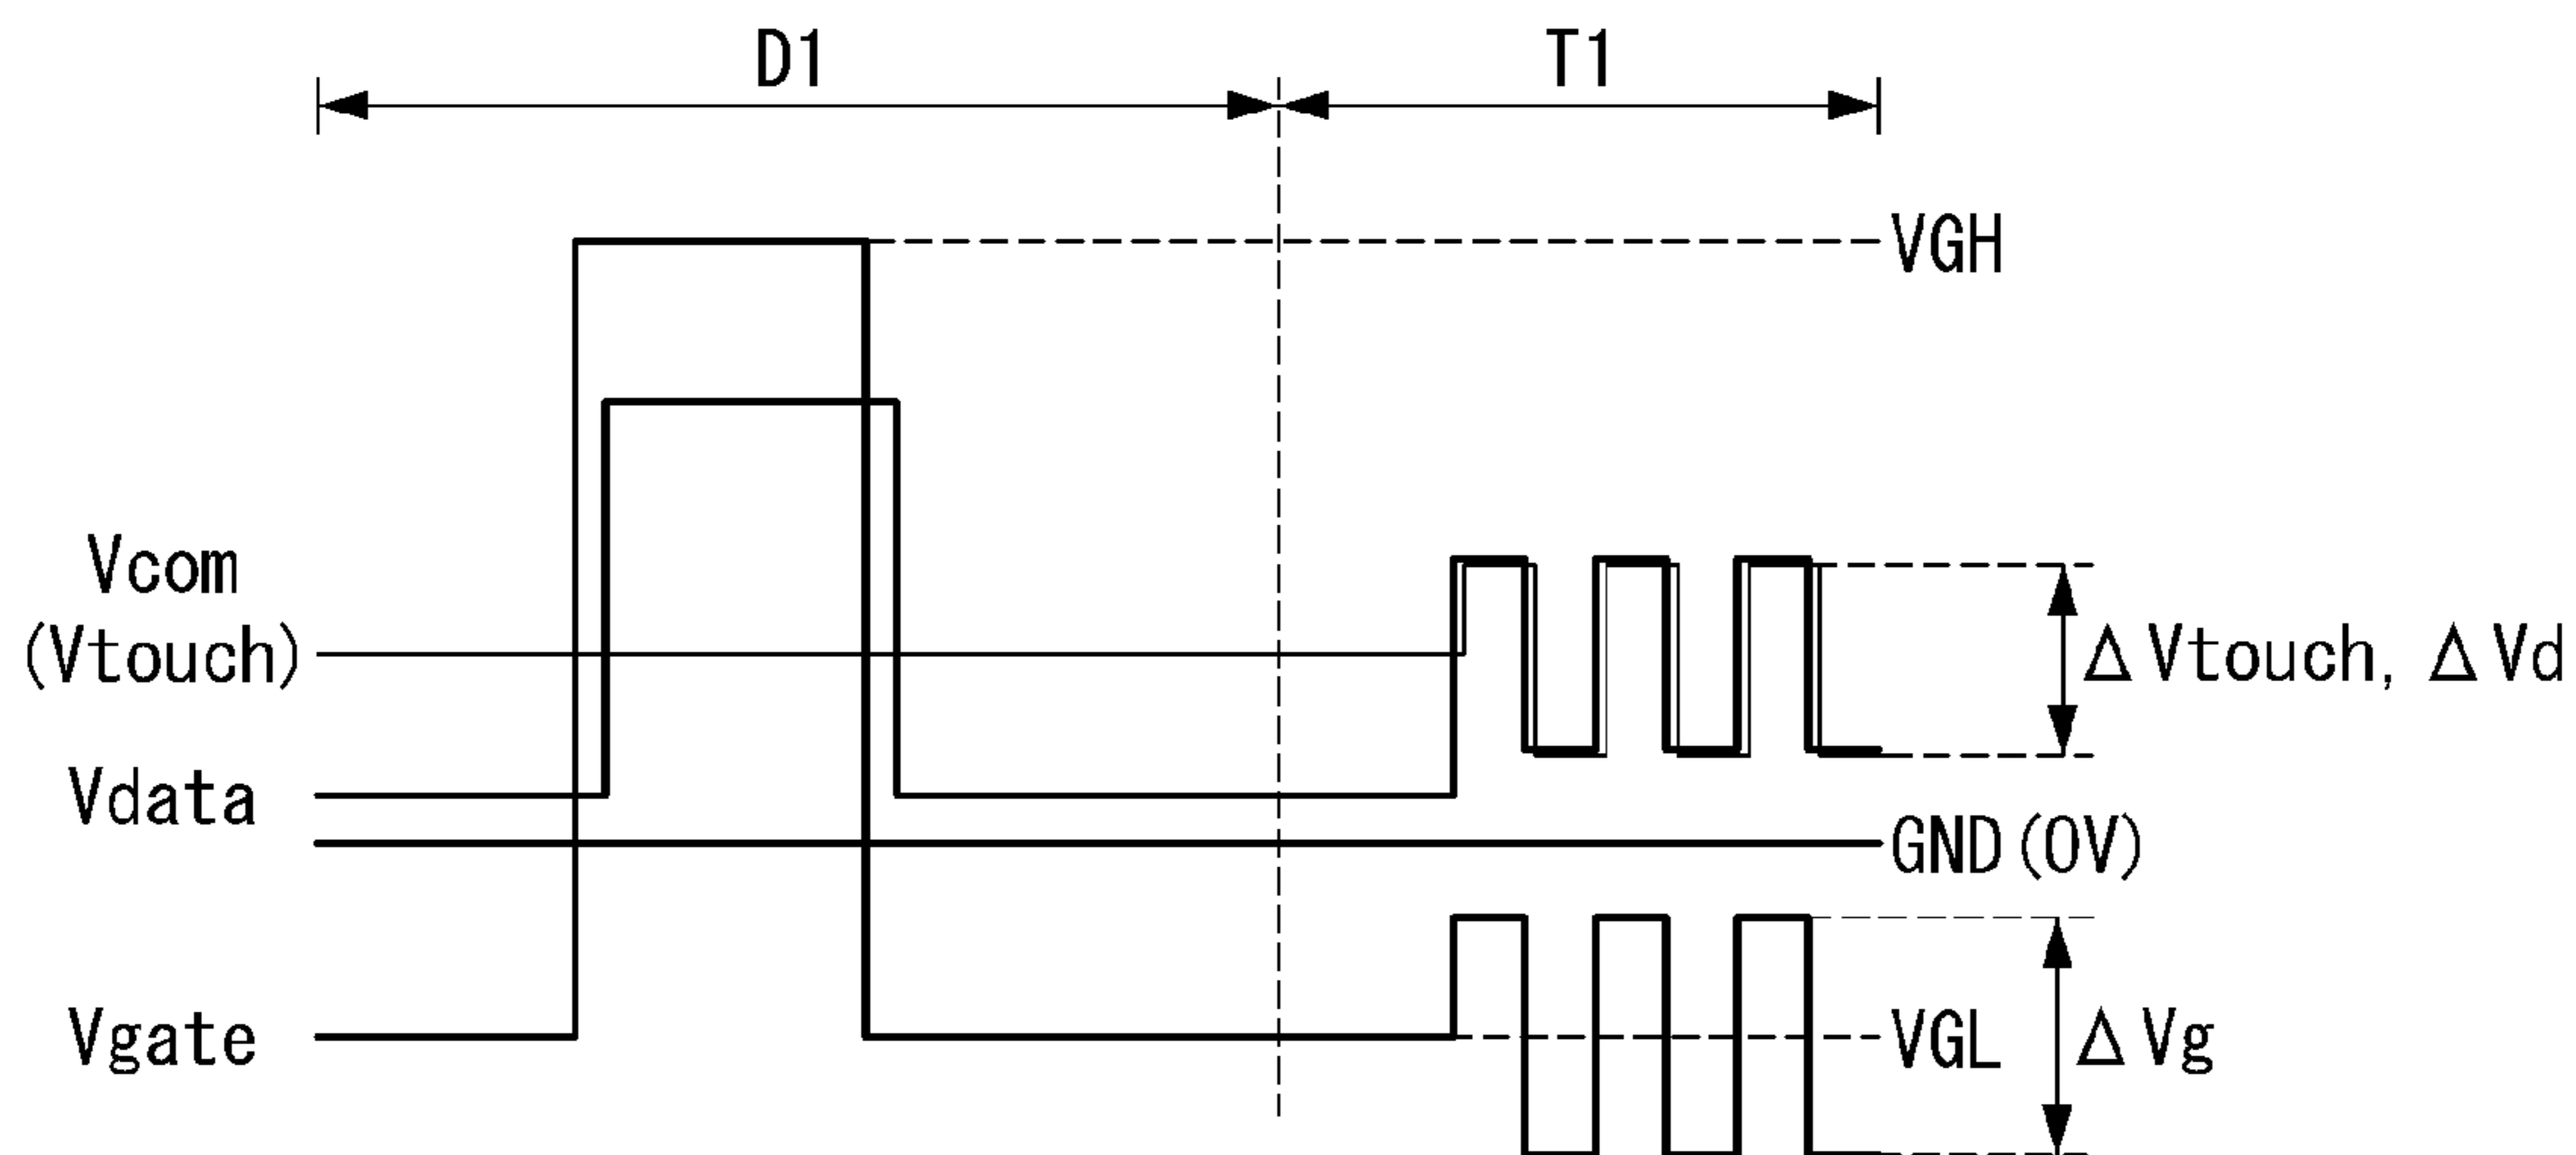 D1
T1
VGH
Vcom
(Vtouch)
ΔVtouch, ΔVd
Vdata
GND(0V)
Vgate
VGL
ΔVg